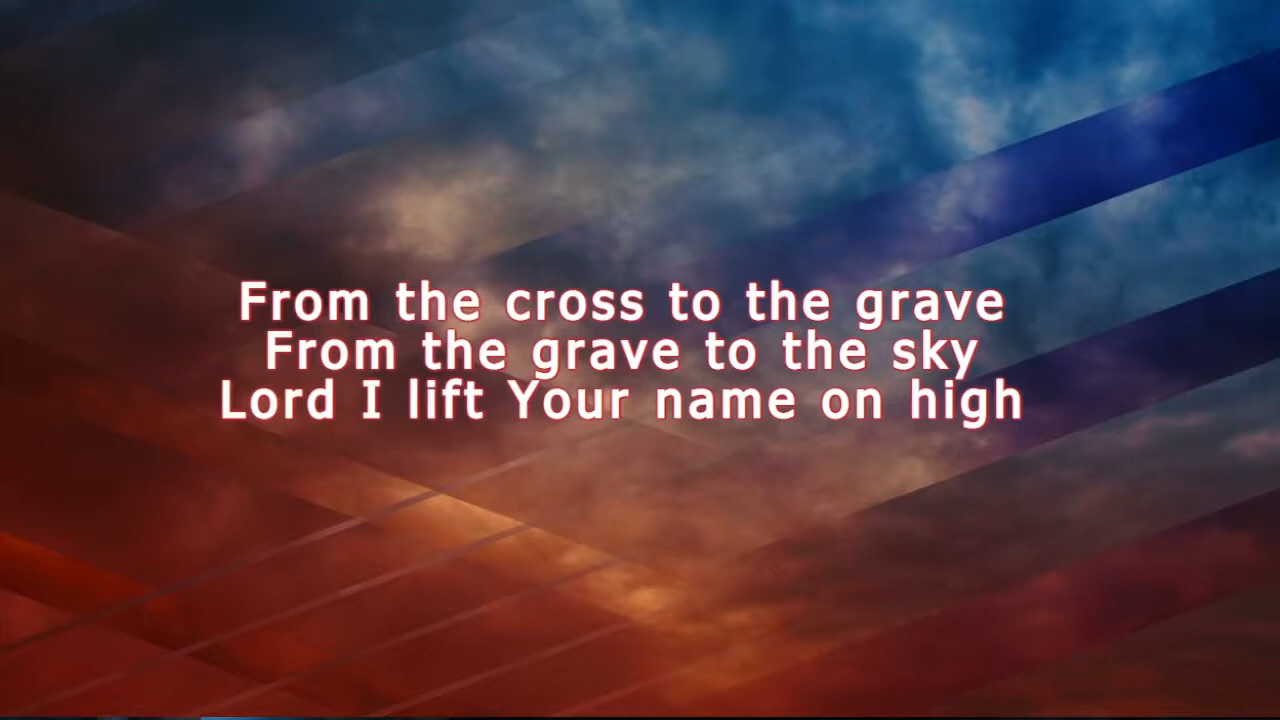 From the cross to the grave
From the grave to the sky
Lord I lift Your name on high